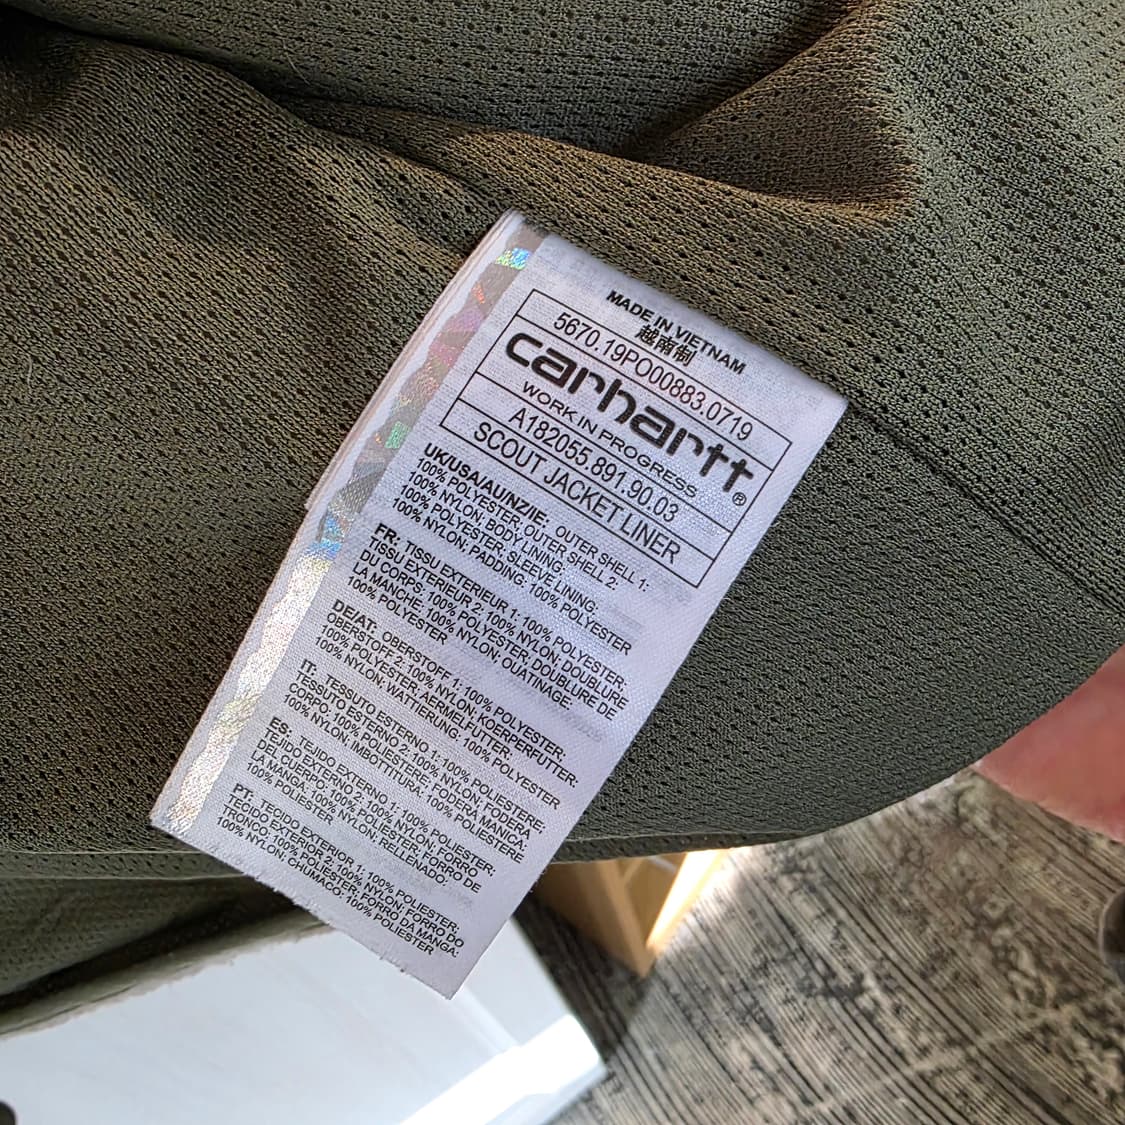 MADE IN VIETNAM
越南制
5670.19PO00883.0719
carhartt®
WORK IN PROGRESS
A182055.891.90.03
SCOUT JACKET LINER
UK/USA/AU/NZ/IE: OUTER SHELL 1:
100% POLYESTER, OUTER SHELL 2:
100% NYLON; BODY LINING:
100% POLYESTER, SLEEVE LINING:
100% NYLON; PADDING: 100% POLYESTER
FR: TISSU EXTERIEUR 1: 100% POLYESTER,
TISSU EXTERIEUR 2: 100% NYLON; DOUBLURE
DU CORPS: 100% POLYESTER, DOUBLURE DE
LA MANCHE: 100% NYLON; OUATINAGE:
100% POLYESTER
DE/AT: OBERSTOFF 1: 100% POLYESTER,
OBERSTOFF 2: 100% NYLON; KÖERPERFUTTER:
100% POLYESTER, AERMELFUTTER:
100% NYLON; WATTIERUNG: 100% POLYESTER
IT: TESSUTO ESTERNO 1: 100% POLIESTERE;
TESSUTO ESTERNO 2: 100% NYLON; FODERA
CORPO: 100% POLIESTERE; FODERA MANICA:
100% NYLON, IMBOTTITURA: 100% POLIESTERE
ES: TEJIDO EXTERNO 1: 100% POLIESTER;
TEJIDO EXTERNO 2: 100% NYLON; FORRO
DEL CUERPO: 100% POLIESTER; FORRO DE
LA MANGA: 100% NYLON, RELLENADO:
100% POLIESTER
PT: TECIDO EXTERIOR 1: 100% POLIESTER;
TECIDO EXTERIOR 2: 100% NYLON; FORRO DO
TRONCO: 100% POLIESTER; FORRO DA MANGA:
100% NYLON; CHUMAÇO: 100% POLIESTER